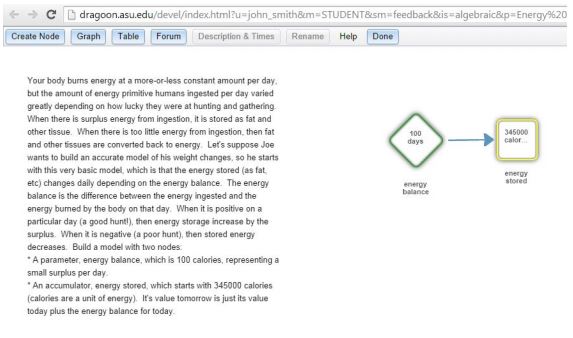 dragoon.asu.edu/devel/index.html?u=john_smith&m=STUDENT&sm=feedback&is=algebraic&p=Energy%20
Create Node Graph Table Forum Description & Times Rename Help Done
Your body burns energy at a more-or-less constant amount per day,
but the amount of energy primitive humans ingested per day varied
greatly depending on how lucky they were at hunting and gathering.
When there is surplus energy from ingestion, it is stored as fat and
other tissue. When there is too little energy from ingestion, then fat
and other tissues are converted back to energy. Let's suppose Joe
wants to build an accurate model of his weight changes, so he starts
with this very basic model, which is that the energy stored (as fat,
etc) changes daily depending on the energy balance. The energy
balance is the difference between the energy ingested and the
energy burned by the body on that day. When it is positive on a
particular day (a good hunt!), then energy storage increase by the
surplus. When it is negative (a poor hunt), then stored energy
decreases. Build a model with two nodes:
* A parameter, energy balance, which is 100 calories, representing a
small surplus per day.
* An accumulator, energy stored, which starts with 345000 calories
(calories are a unit of energy). It's value tomorrow is just its value
today plus the energy balance for today.
100
days
energy
balance
345000
calor...
energy
stored